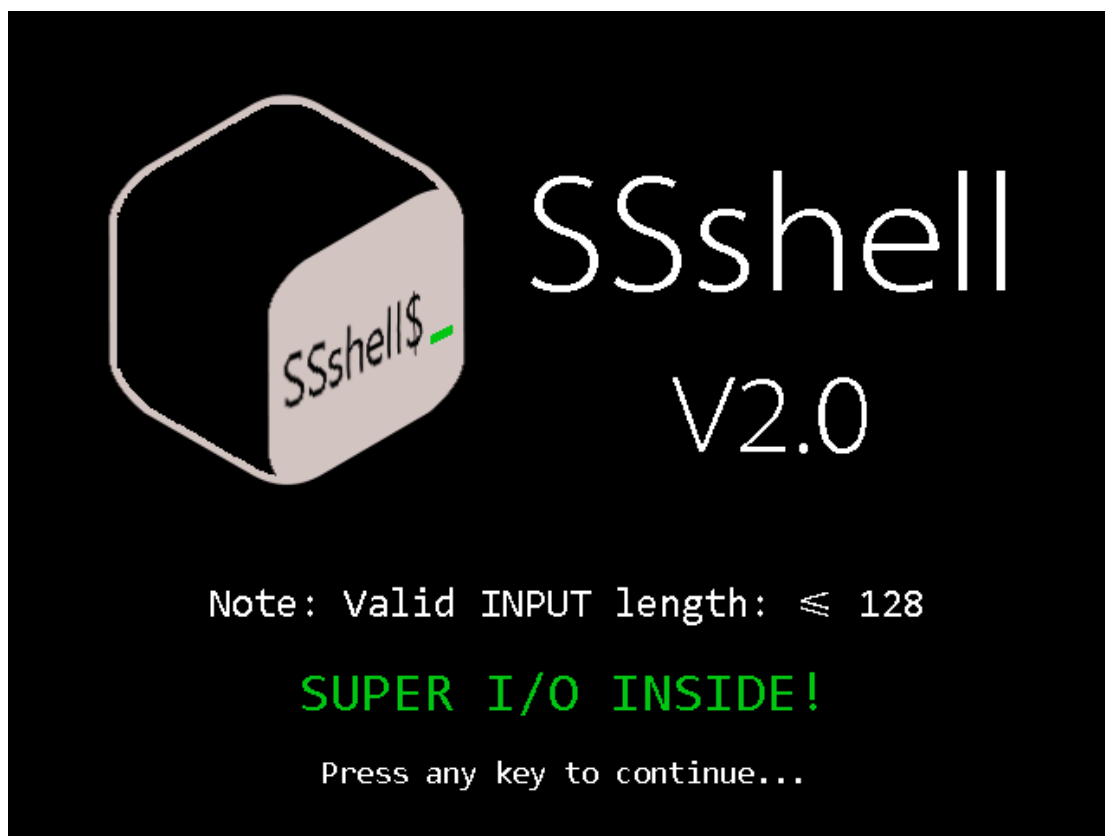 SSshell
SSshell$_
V2.0
Note: Valid INPUT length: ⩽ 128
SUPER I/O INSIDE!
Press any key to continue...